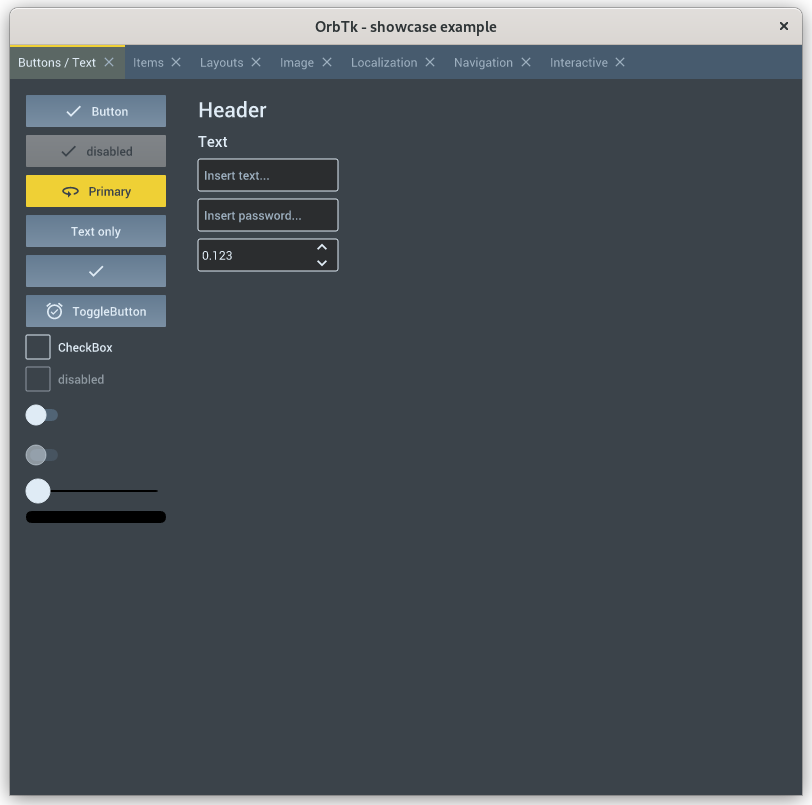 OrbTk - showcase example
Buttons / Text Items Layouts Image Localization Navigation Interactive
Button
disabled
Primary
Text only
ToggleButton
CheckBox
disabled
Header
Text
Insert text...
Insert password...
0.123